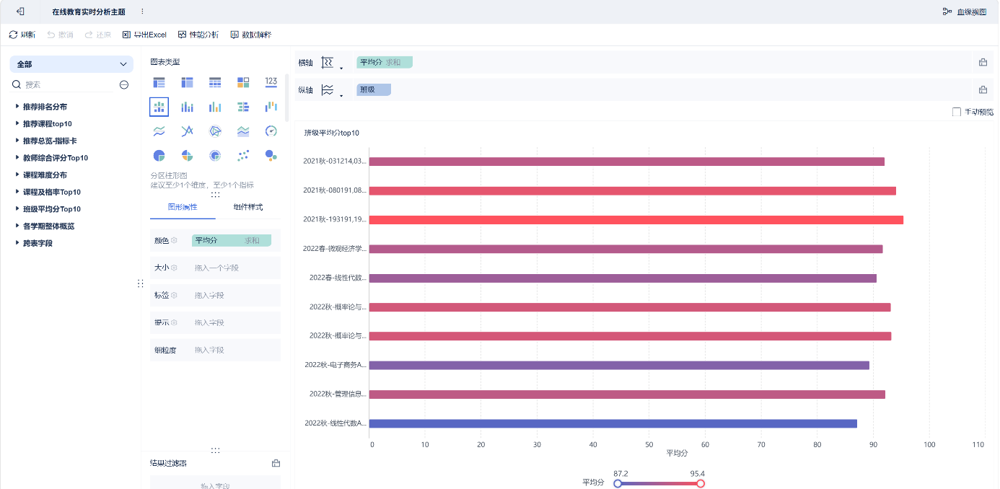 在线教育实时分析主题
血缘视图
刷新 撤消 还原 导出Excel 性能分析 数据解释
全部
搜索
推荐排名分布
推荐课程top10
推荐总览-指标卡
教师综合评分Top10
课程难度分布
课程及格率Top10
班级平均分Top10
各学期整体概览
跨表字段
图表类型
123
分区柱形图
建议至少1个维度，至少1个指标
图形属性 组件样式
颜色 平均分 求和
大小 拖入一个字段
标签 拖入字段
提示 拖入字段
细粒度 拖入字段
结果过滤器
拖入字段
横轴 平均分 求和
纵轴 班级
手动预览
班级平均分top10
2021秋-031214,03...
2021秋-080191,08...
2021秋-193191,19...
2022春-微观经济学...
2022春-线性代数...
2022秋-概率论与...
2022秋-概率论与...
2022秋-电子商务A...
2022秋-管理信息...
2022秋-线性代数A...
0 10 20 30 40 50 60 70 80 90 100 110
平均分
87.2 95.4
平均分